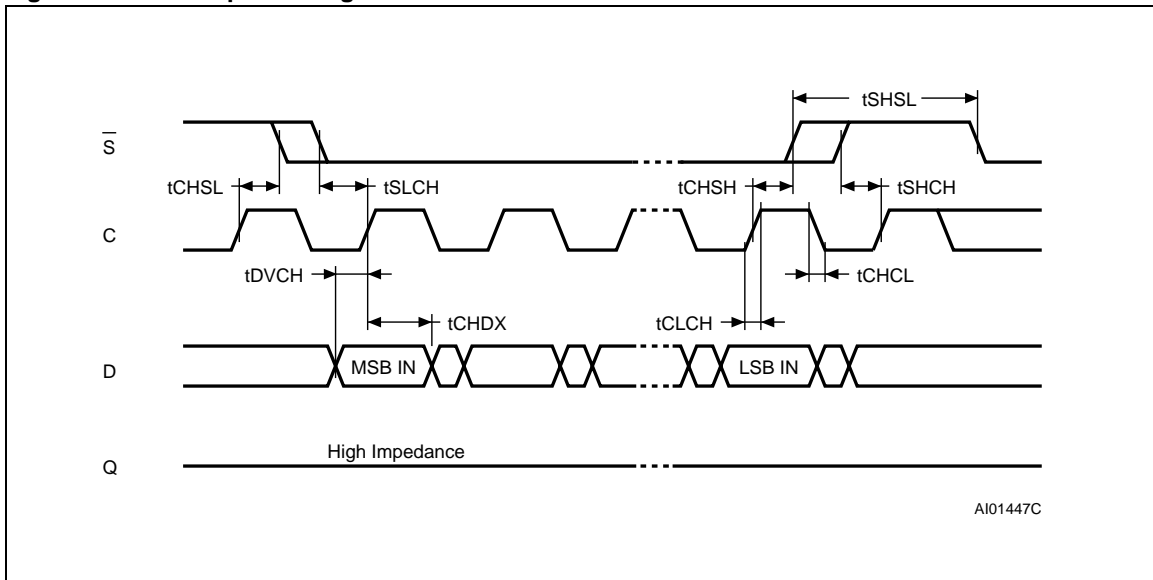 tSHSL
S̅
tCHSL
tSLCH
tCHSH
tSHCH
C
tDVCH
tCHCL
tCHDX
tCLCH
D
MSB IN
LSB IN
High Impedance
Q
AI01447C